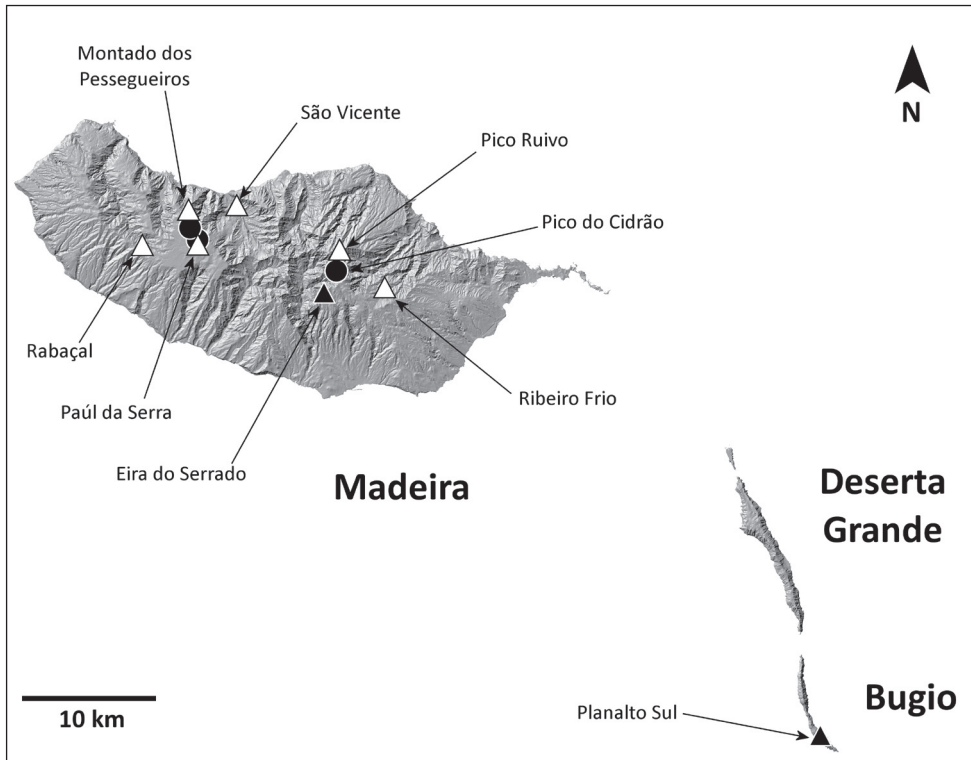 Montado dos
Pessegueiros
São Vicente
Pico Ruivo
N
Pico do Cidrão
Rabaçal
Paúl da Serra
Ribeiro Frio
Eira do Serrado
Madeira
Deserta
Grande
Bugio
Planalto Sul
10 km